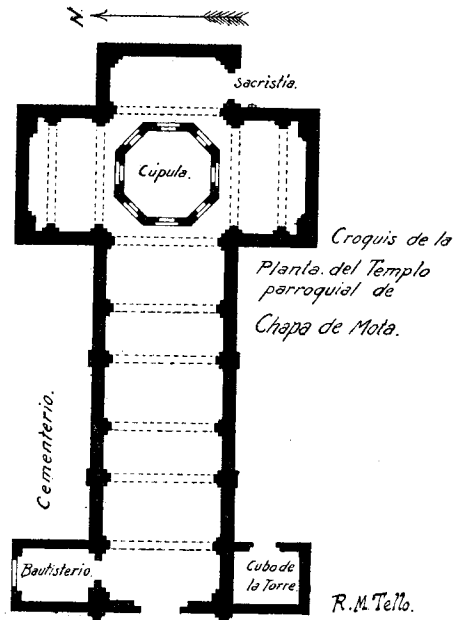 N.
Sacristía.
Cúpula.
Croquis de la
Planta. del Templo
parroquial de
Chapa de Mota.
Cementerio.
Bautisterio.
Cubo de
la Torre.
R.M.Tello.